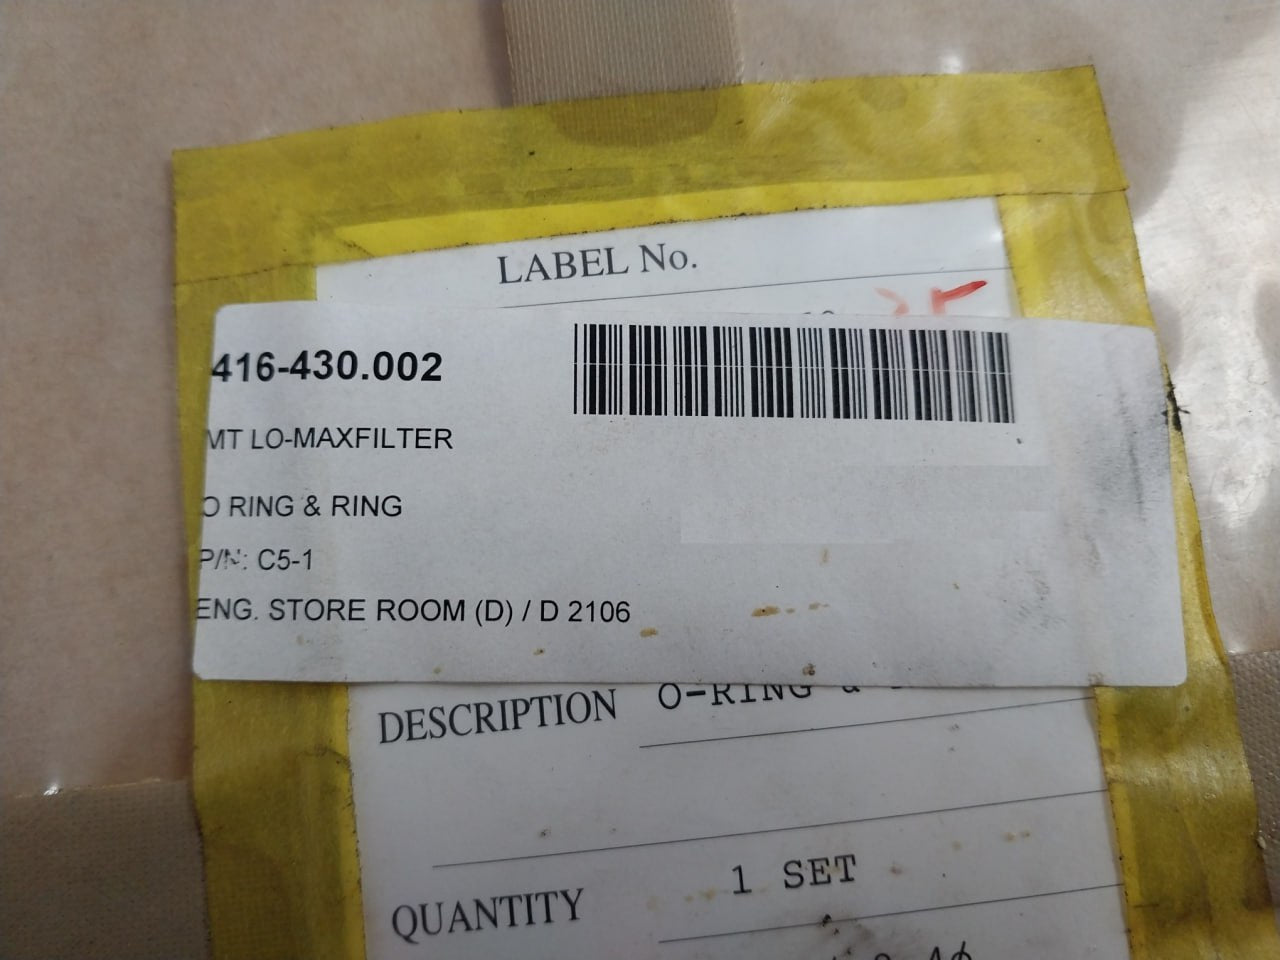 LABEL No.
416-430.002
MT LO-MAXFILTER
O RING & RING
P/N: C5-1
ENG. STORE ROOM (D) / D 2106
DESCRIPTION O-RING &
QUANTITY 1 SET